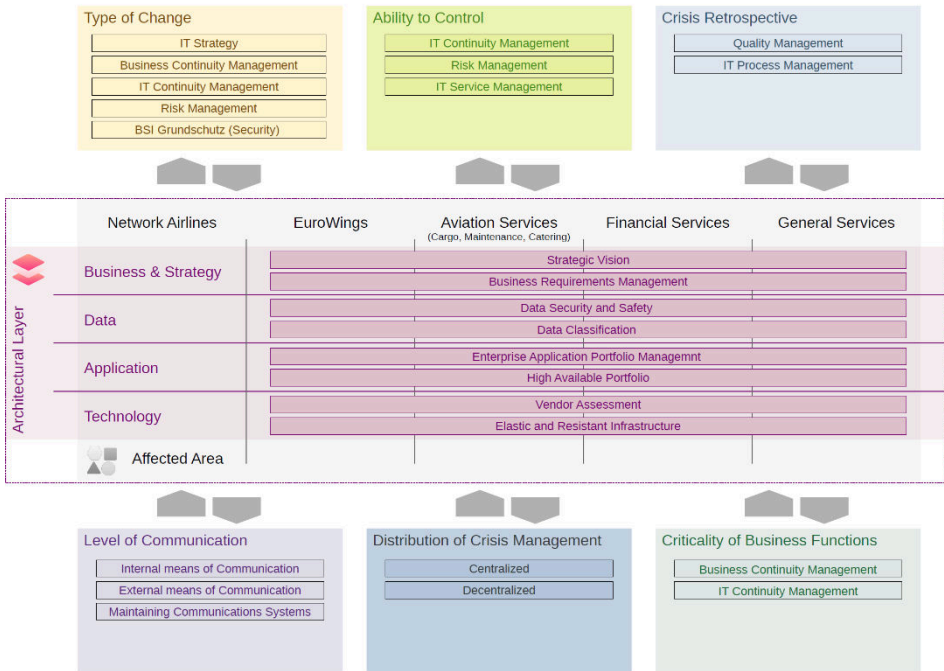 Type of Change
IT Strategy
Business Continuity Management
IT Continuity Management
Risk Management
BSI Grundschutz (Security)
Ability to Control
IT Continuity Management
Risk Management
IT Service Management
Crisis Retrospective
Quality Management
IT Process Management
Network Airlines
EuroWings
Aviation Services
(Cargo, Maintenance, Catering)
Financial Services
General Services
Architectural Layer
Business & Strategy
Strategic Vision
Business Requirements Management
Data
Data Security and Safety
Data Classification
Application
Enterprise Application Portfolio Managemnt
High Available Portfolio
Technology
Vendor Assessment
Elastic and Resistant Infrastructure
Affected Area
Level of Communication
Internal means of Communication
External means of Communication
Maintaining Communications Systems
Distribution of Crisis Management
Centralized
Decentralized
Criticality of Business Functions
Business Continuity Management
IT Continuity Management